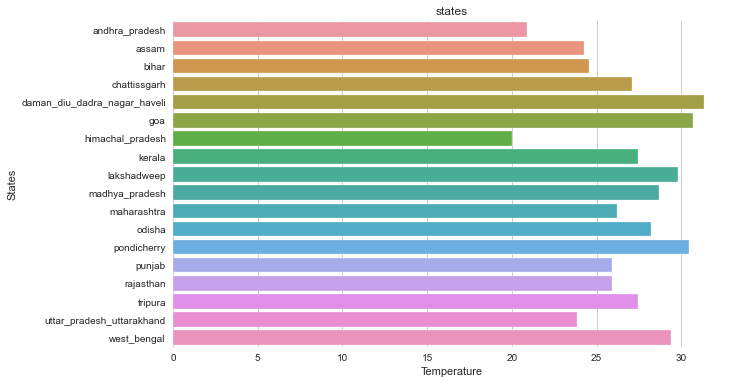 states
andhra_pradesh
assam
bihar
chattissgarh
daman_diu_dadra_nagar_haveli
goa
himachal_pradesh
kerala
lakshadweep
madhya_pradesh
maharashtra
odisha
pondicherry
punjab
rajasthan
tripura
uttar_pradesh_uttarakhand
west_bengal
States
0 5 10 15 20 25 30
Temperature